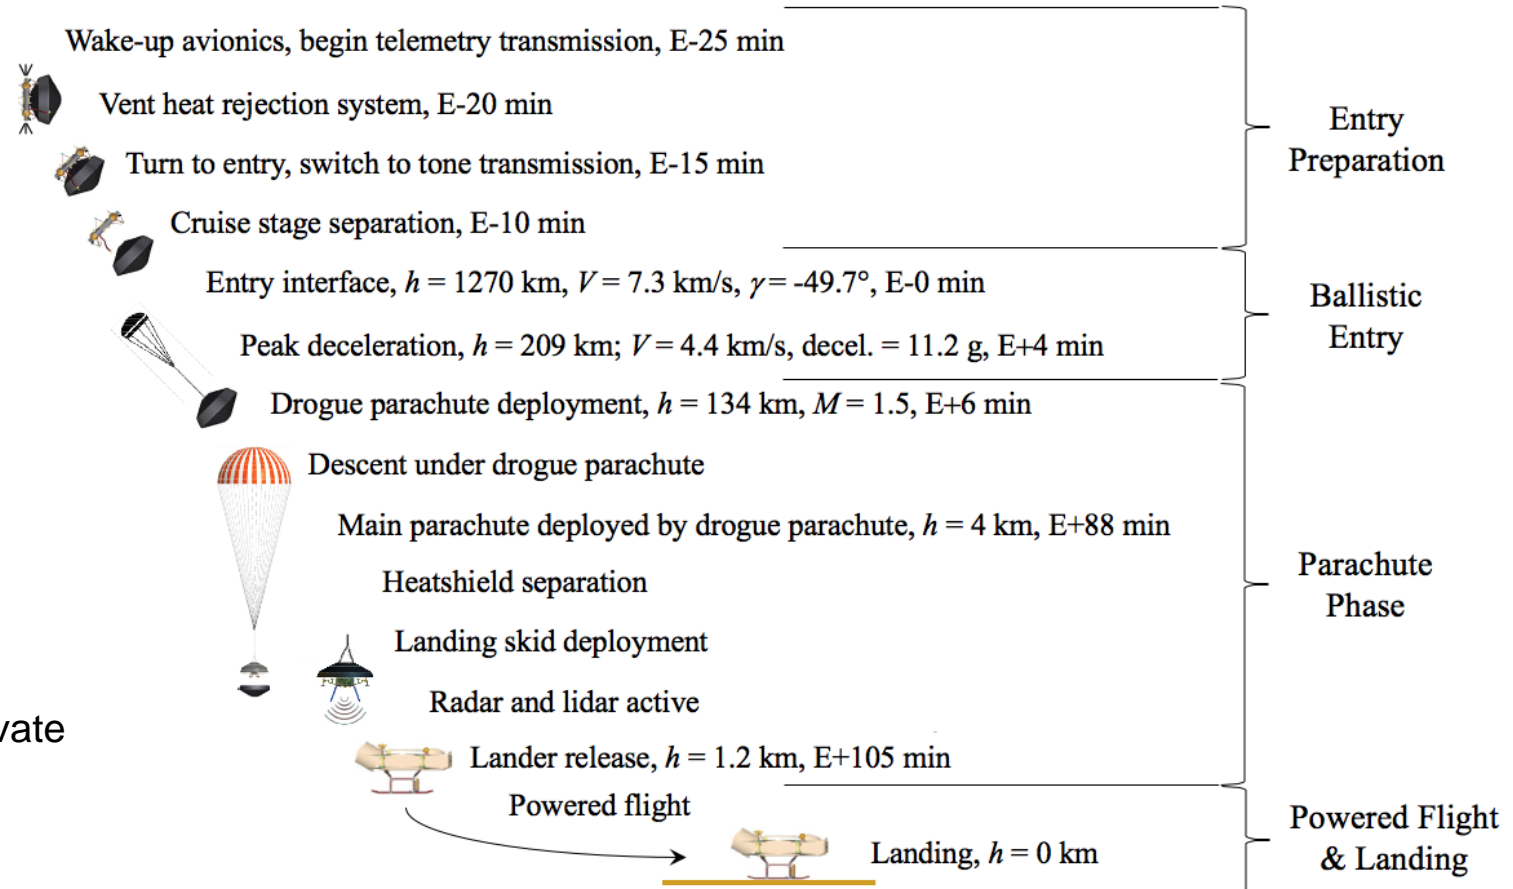 Wake-up avionics, begin telemetry transmission, E-25 min
Vent heat rejection system, E-20 min
Turn to entry, switch to tone transmission, E-15 min
Cruise stage separation, E-10 min
Entry
Preparation
Entry interface, h = 1270 km, V = 7.3 km/s, γ = -49.7°, E-0 min
Peak deceleration, h = 209 km; V = 4.4 km/s, decel. = 11.2 g, E+4 min
Ballistic
Entry
Drogue parachute deployment, h = 134 km, M = 1.5, E+6 min
Descent under drogue parachute
Main parachute deployed by drogue parachute, h = 4 km, E+88 min
Heatshield separation
Landing skid deployment
Radar and lidar active
vate
Lander release, h = 1.2 km, E+105 min
Parachute
Phase
Powered flight
Landing, h = 0 km
Powered Flight
& Landing